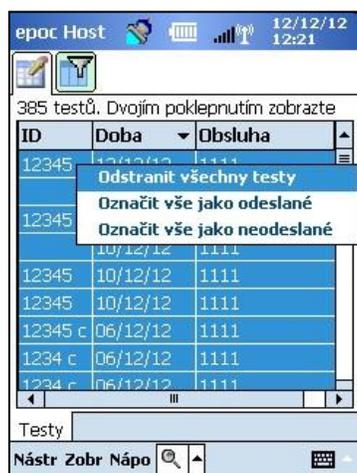 epoc Host
12/12/12
12:21
385 testů. Dvojím poklepnutím zobrazte
ID Doba Obsluha
12345 12/12/12 1111
Odstranit všechny testy
Označit vše jako odeslané
12345
Označit vše jako neodeslané
10/12/12
12345 10/12/12 1111
12345 10/12/12 1111
12345 c 06/12/12 1111
1234 c 06/12/12 1111
1234 c 06/12/12 1111
Testy
Nástr Zobr Nápo